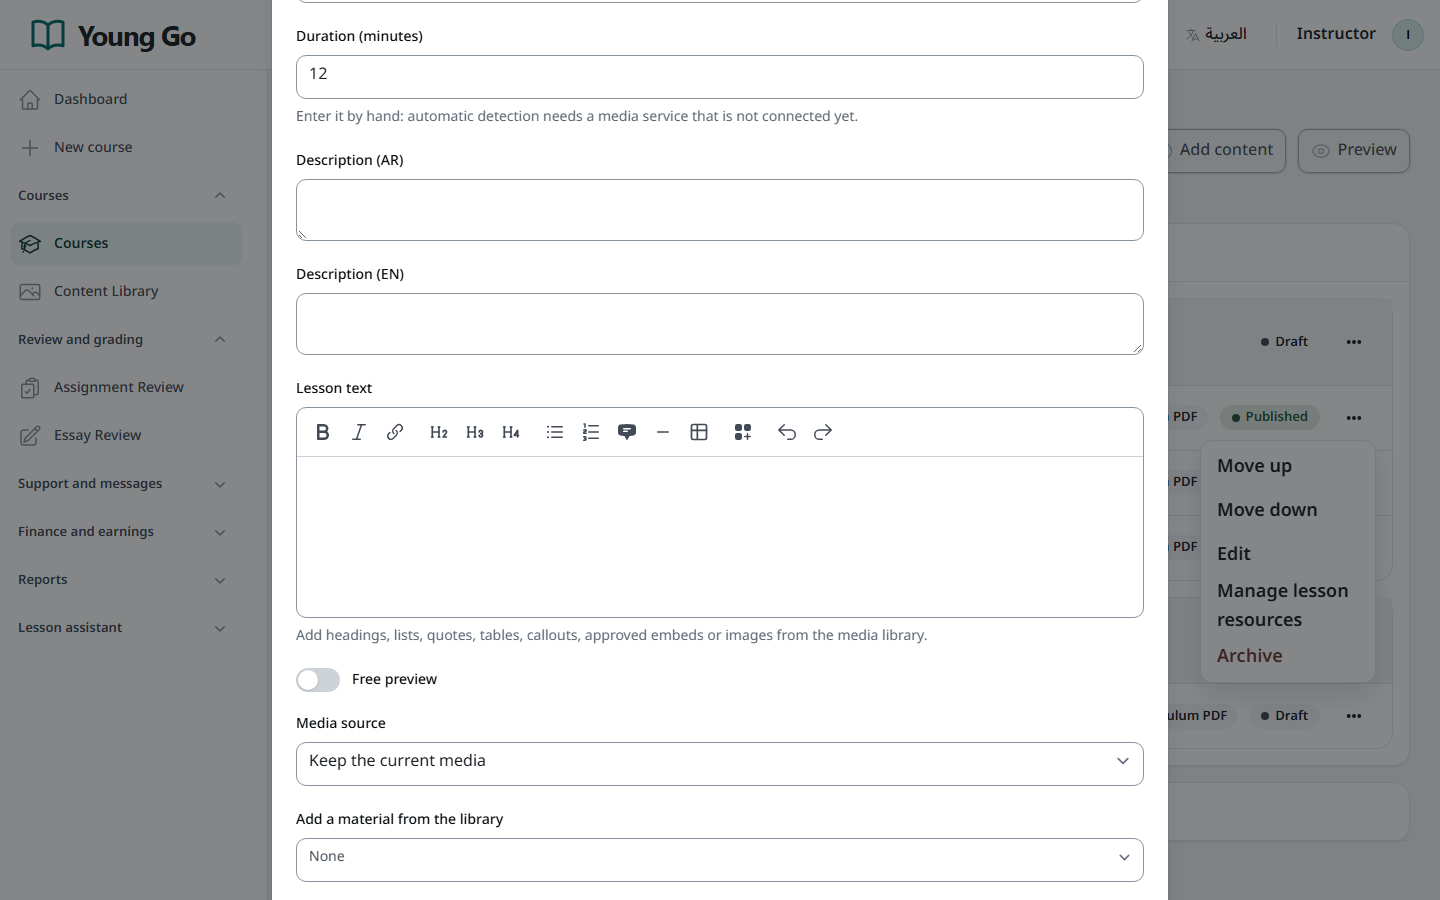 Young Go
العربية
Instructor
I
Dashboard
New course
Courses
Courses
Content Library
Review and grading
Assignment Review
Essay Review
Support and messages
Finance and earnings
Reports
Lesson assistant
Duration (minutes)
12
Enter it by hand: automatic detection needs a media service that is not connected yet.
Description (AR)
Description (EN)
Lesson text
B I H2 H3 H4
Add headings, lists, quotes, tables, callouts, approved embeds or images from the media library.
Free preview
Media source
Keep the current media
Add a material from the library
None
Add content
Preview
Draft
PDF
Published
PDF
PDF
Move up
Move down
Edit
Manage lesson
resources
Archive
PDF
Draft